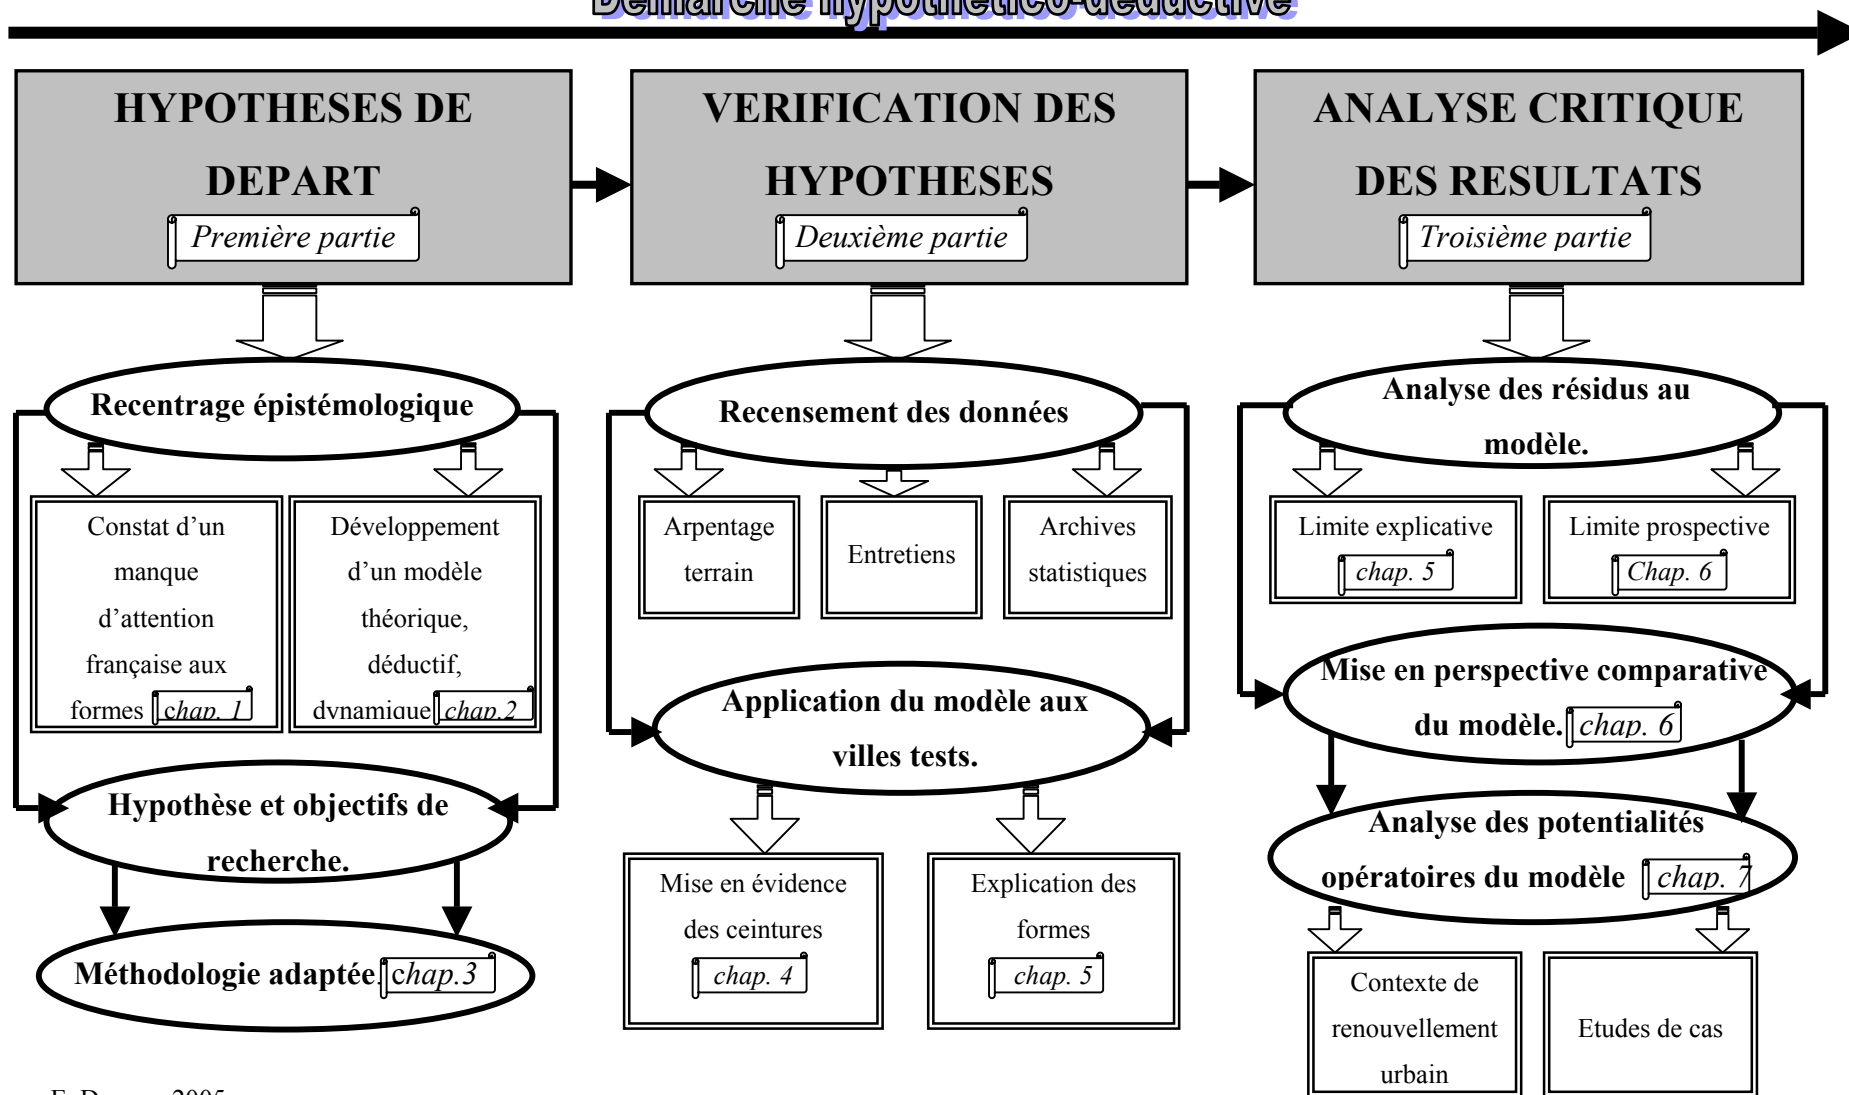 Démarche hypothético-déductive
HYPOTHESES DE
DEPART
Première partie
VERIFICATION DES
HYPOTHESES
Deuxième partie
ANALYSE CRITIQUE
DES RESULTATS
Troisième partie
Recentrage épistémologique
Constat d’un
manque
d’attention
française aux
formes chap. 1
Développement
d’un modèle
théorique,
déductif,
dynamique chap.2
Hypothèse et objectifs de
recherche.
Méthodologie adaptée. chap.3
Recensement des données
Arpentage
terrain
Entretiens
Archives
statistiques
Application du modèle aux
villes tests.
Mise en évidence
des ceintures
chap. 4
Explication des
formes
chap. 5
Analyse des résidus au
modèle.
Limite explicative
chap. 5
Limite prospective
Chap. 6
Mise en perspective comparative
du modèle. chap. 6
Analyse des potentialités
opératoires du modèle chap. 7
Contexte de
renouvellement
urbain
Etudes de cas
2005